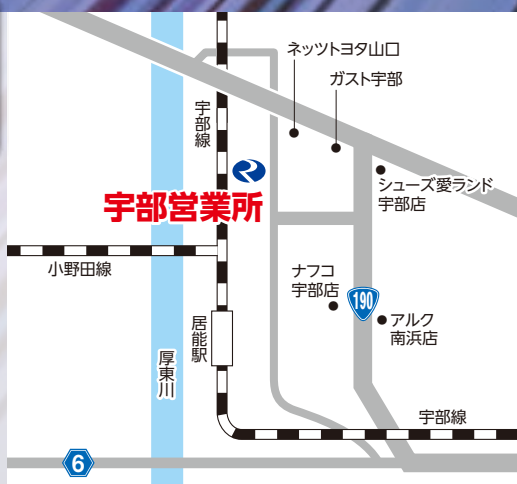 ネッツトヨタ山口
ガスト宇部
宇部線
シューズ愛ランド
宇部店
宇部営業所
小野田線
ナフコ
宇部店
190
アルク
南浜店
居能駅
厚東川
宇部線
6